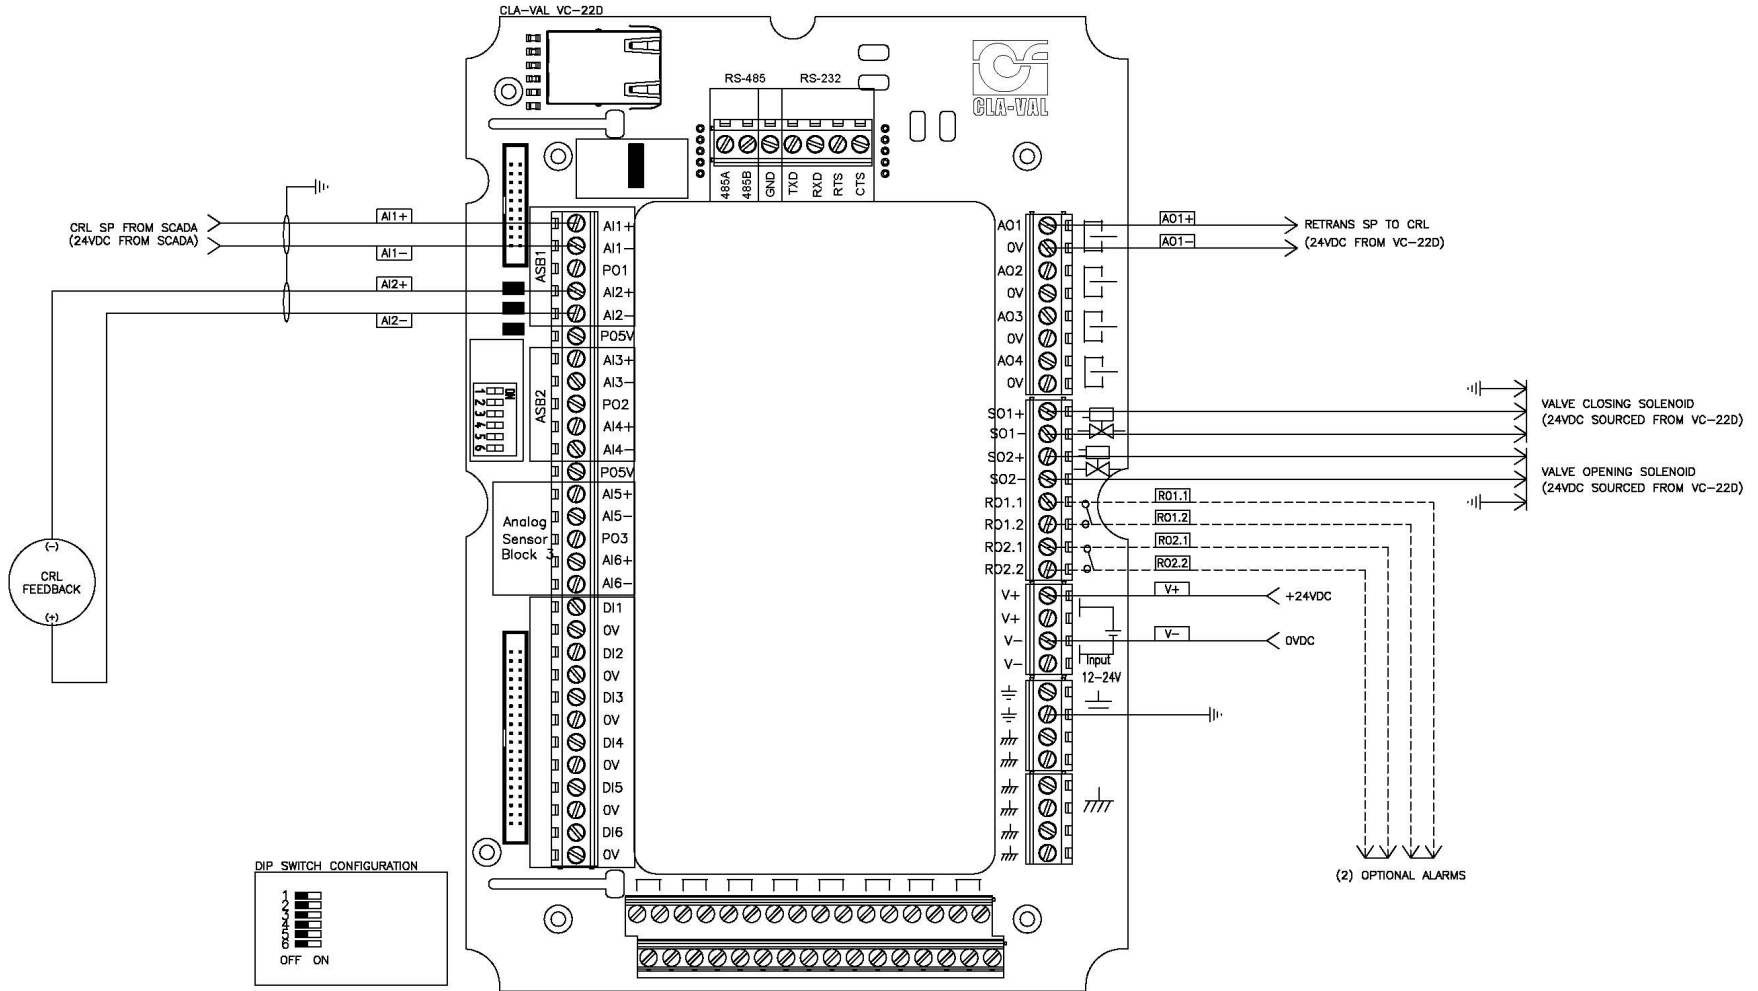 CLA-VAL VC-22D
CLA-VAL
RS-485
RS-232
485A
485B
GND
TXD
RXD
RTS
CTS
CRL SP FROM SCADA
(24VDC FROM SCADA)
AI1+
AI1-
AI2+
AI2-
ASB1
AI1+
AI1-
PO1
AI2+
AI2-
PO5V
ASB2
AI3+
AI3-
PO2
AI4+
AI4-
PO5V
Analog
Sensor
Block 3
AI5+
AI5-
PO3
AI6+
AI6-
DI1
0V
DI2
0V
DI3
0V
DI4
0V
DI5
0V
DI6
0V
ON
1
2
3
4
5
6
(-)
CRL
FEEDBACK
(+)
AO1
0V
AO2
0V
AO3
0V
AO4
0V
SO1+
SO1-
SO2+
SO2-
RO1.1
RO1.2
RO2.1
RO2.2
V+
V+
V-
V-
Input
12-24V
AO1+
AO1-
RETRANS SP TO CRL
(24VDC FROM VC-22D)
VALVE CLOSING SOLENOID
(24VDC SOURCED FROM VC-22D)
VALVE OPENING SOLENOID
(24VDC SOURCED FROM VC-22D)
RO1.1
RO1.2
RO2.1
RO2.2
V+
+24VDC
V-
0VDC
(2) OPTIONAL ALARMS
DIP SWITCH CONFIGURATION
1
2
3
4
5
6
OFF ON